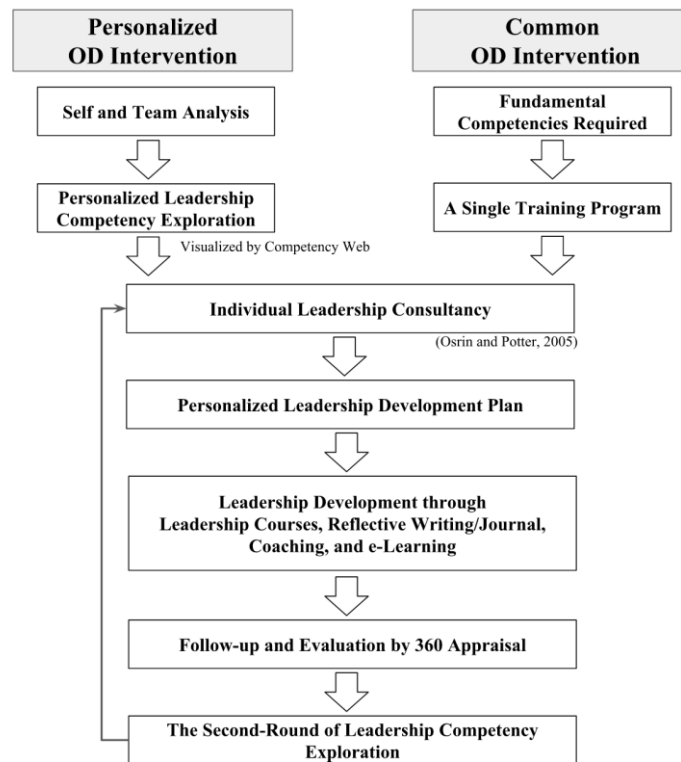 Personalized
OD Intervention
Common
OD Intervention
Self and Team Analysis
Fundamental
Competencies Required
Personalized Leadership
Competency Exploration
A Single Training Program
Visualized by Competency Web
Individual Leadership Consultancy
(Osrin and Potter, 2005)
Personalized Leadership Development Plan
Leadership Development through
Leadership Courses, Reflective Writing/Journal,
Coaching, and e-Learning
Follow-up and Evaluation by 360 Appraisal
The Second-Round of Leadership Competency
Exploration